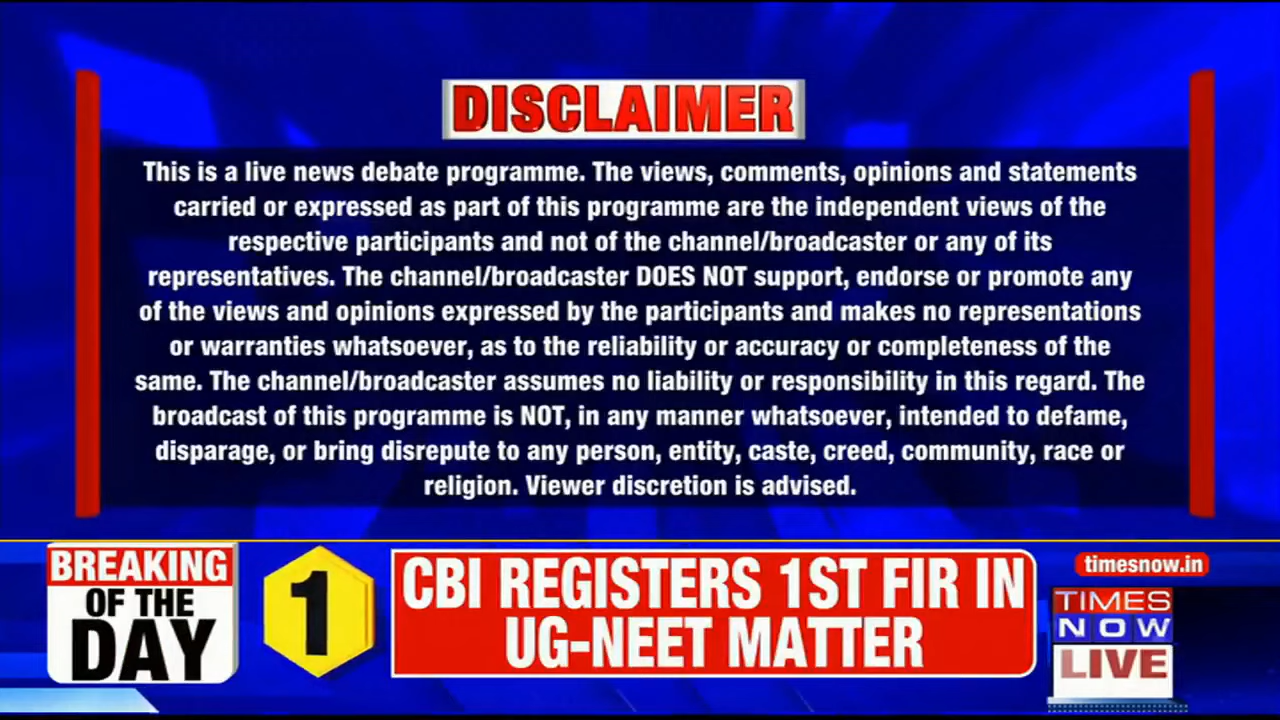 DISCLAIMER
This is a live news debate programme. The views, comments, opinions and statements
carried or expressed as part of this programme are the independent views of the
respective participants and not of the channel/broadcaster or any of its
representatives. The channel/broadcaster DOES NOT support, endorse or promote any
of the views and opinions expressed by the participants and makes no representations
or warranties whatsoever, as to the reliability or accuracy or completeness of the
same. The channel/broadcaster assumes no liability or responsibility in this regard. The
broadcast of this programme is NOT, in any manner whatsoever, intended to defame,
disparage, or bring disrepute to any person, entity, caste, creed, community, race or
religion. Viewer discretion is advised.
BREAKING
OF THE
DAY
1
CBI REGISTERS 1ST FIR IN
UG-NEET MATTER
timesnow.in
TIMES
NOW
LIVE